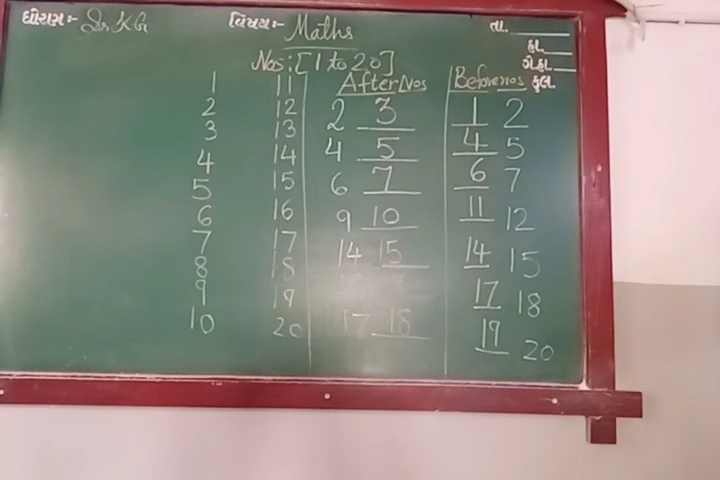 ધોરણ:- Sr. KG વિષય:- Maths તા.
હા.
Nos: [1 to 20] ગે.હા.
After Nos Before nos કુલ.
1 11
2 12 2 3 1 2
3 13
4 14 4 5 4 5
5 15 6 7 6 7
6 16 9 10 11 12
7 17 14 15 14 15
8 18
9 19 17 18
10 20 17 18 19 20